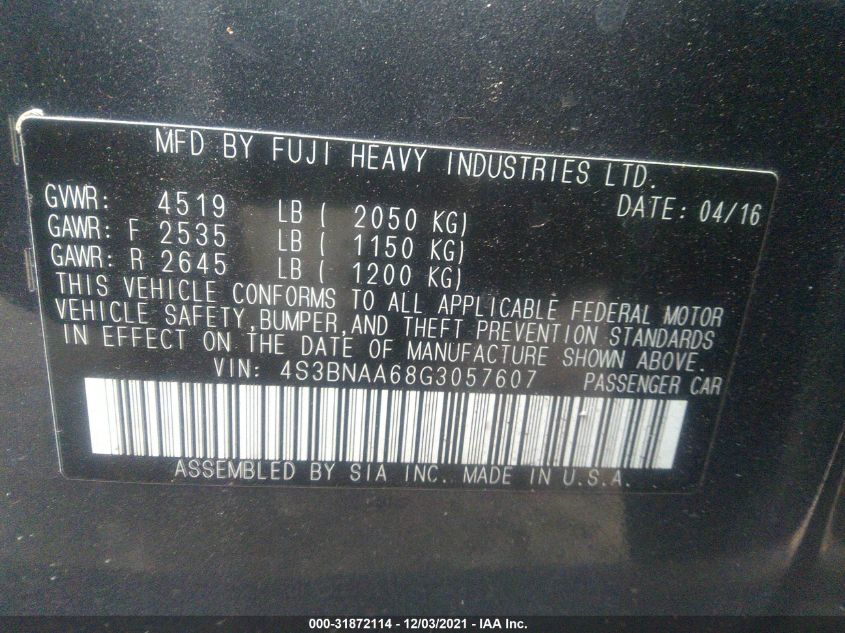 MFD BY FUJI HEAVY INDUSTRIES LTD.
GVWR: 4519 LB ( 2050 KG) DATE: 04/16
GAWR: F 2535 LB ( 1150 KG)
GAWR: R 2645 LB ( 1200 KG)
THIS VEHICLE CONFORMS TO ALL APPLICABLE FEDERAL MOTOR
VEHICLE SAFETY,BUMPER,AND THEFT PREVENTION STANDARDS
IN EFFECT ON THE DATE OF MANUFACTURE SHOWN ABOVE.
VIN: 4S3BNAA68G3057607 PASSENGER CAR
ASSEMBLED BY SIA INC. MADE IN U.S.A.
000-31872114 - 12/03/2021 - IAA Inc.